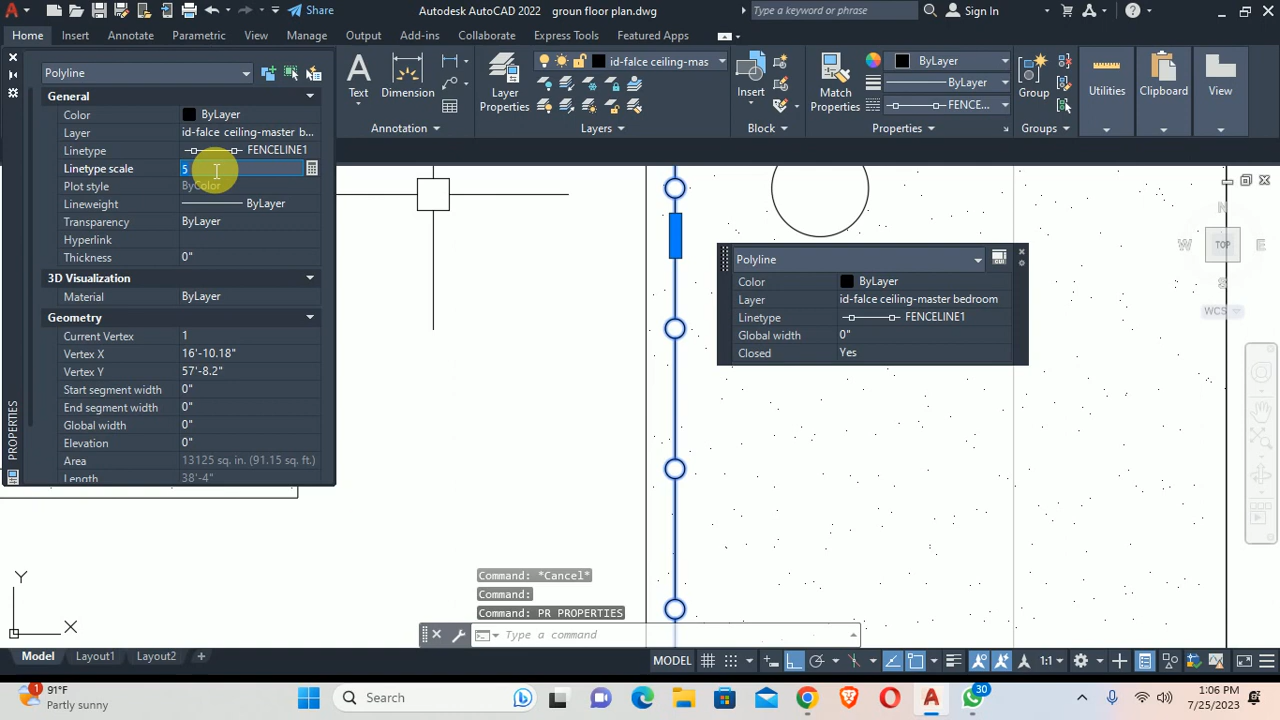 Share
Autodesk AutoCAD 2022 groun floor plan.dwg
Type a keyword or phrase
Sign In
Home Insert Annotate Parametric View Manage Output Add-ins Collaborate Express Tools Featured Apps
Text
Dimension
Annotation
Layer
Properties
id-falce ceiling-mas
Layers
Insert
Block
Match
Properties
ByLayer
ByLayer
FENCE...
Properties
Group
Groups
Utilities
Clipboard
View
Polyline
General
Color ByLayer
Layer id-falce ceiling-master b...
Linetype FENCELINE1
Linetype scale 5
Plot style ByColor
Lineweight ByLayer
Transparency ByLayer
Hyperlink
Thickness 0"
3D Visualization
Material ByLayer
Geometry
Current Vertex 1
Vertex X 16'-10.18"
Vertex Y 57'-8.2"
Start segment width 0"
End segment width 0"
Global width 0"
Elevation 0"
Area 13125 sq. in. (91.15 sq. ft.)
Length 38'-4"
PROPERTIES
Polyline
Color ByLayer
Layer id-falce ceiling-master bedroom
Linetype FENCELINE1
Global width 0"
Closed Yes
N
W TOP E
S
WCS
Y
X
Command: *Cancel*
Command:
Command: PR PROPERTIES
Type a command
Model Layout1 Layout2 +
MODEL 1:1
1
91°F
Partly sunny
Search
30
1:06 PM
7/25/2023